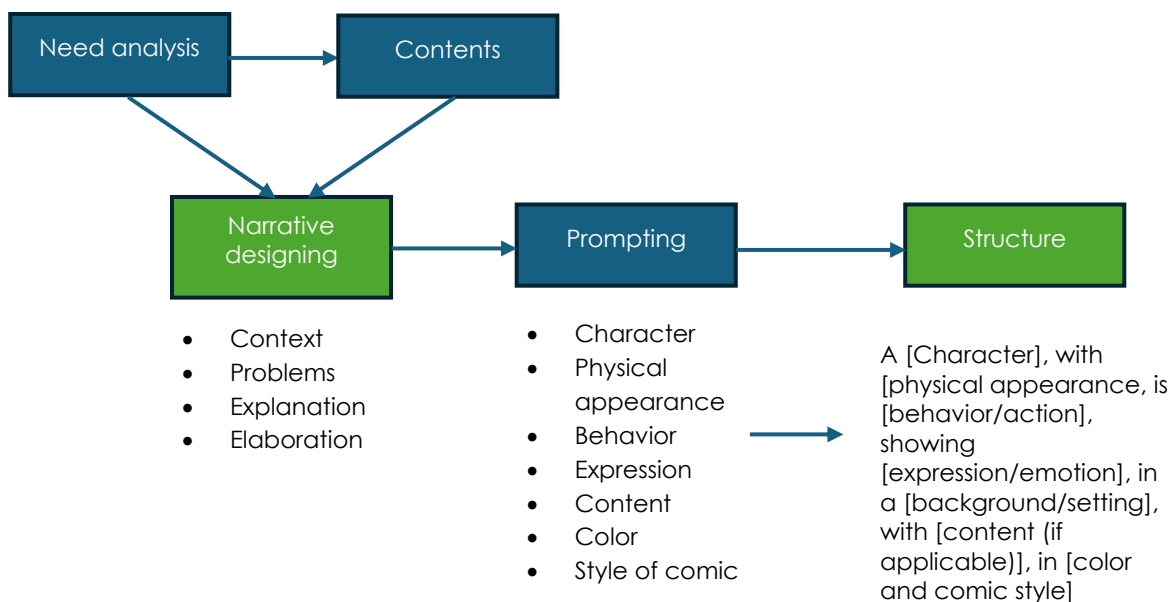 Need analysis
Contents
Narrative
designing
Prompting
Structure
• Context
• Problems
• Explanation
• Elaboration
• Character
• Physical
appearance
• Behavior
• Expression
• Content
• Color
• Style of comic
A [Character], with
[physical appearance, is
[behavior/action],
showing
[expression/emotion], in
a [background/setting],
with [content (if
applicable)], in [color
and comic style]